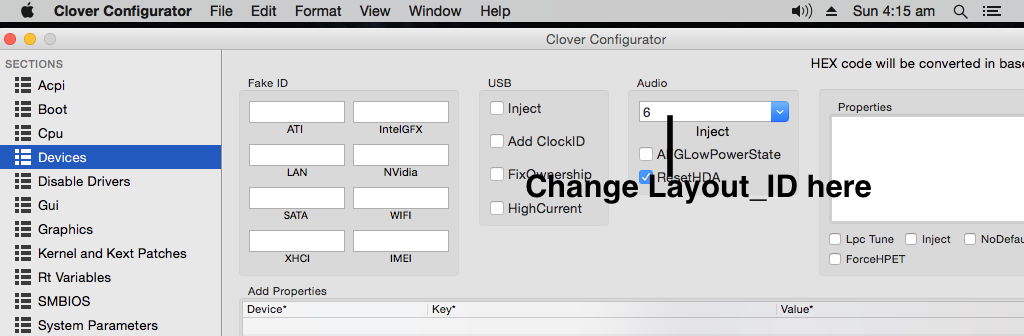 Clover Configurator File Edit Format View Window Help Sun 4:15 am
Clover Configurator
SECTIONS
Acpi
Boot
Cpu
Devices
Disable Drivers
Gui
Graphics
Kernel and Kext Patches
Rt Variables
SMBIOS
System Parameters
HEX code will be converted in base
Fake ID
ATI IntelGFX
LAN NVidia
SATA WIFI
XHCI IMEI
USB
Inject
Add ClockID
FixOwnership
HighCurrent
Audio
6
Inject
AFGLowPowerState
ResetHDA
Change Layout_ID here
Properties
Lpc Tune Inject NoDefau
ForceHPET
Add Properties
Device* Key* Value*